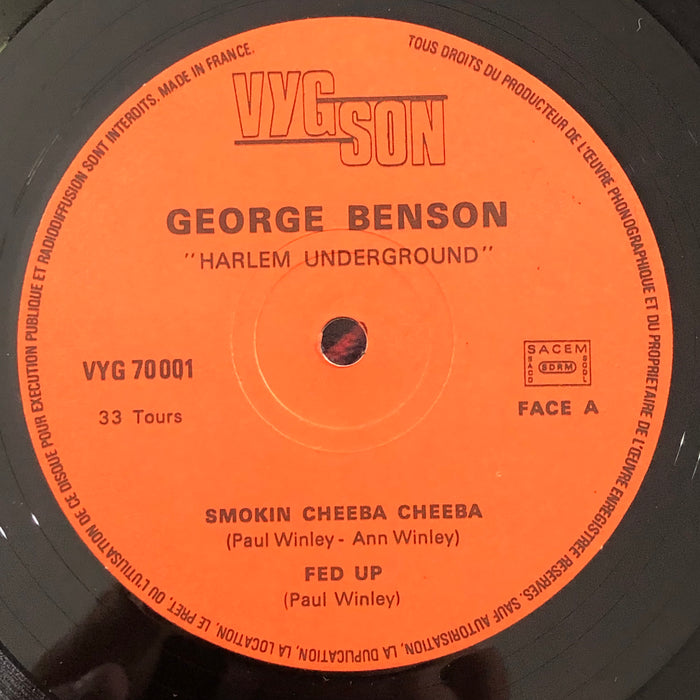 TOUS DROITS DU PRODUCTEUR DE L'ŒUVRE PHONOGRAPHIQUE ET DU PROPRIETAIRE DE L'ŒUVRE ENREGISTREE RESERVES. SAUF AUTORISATION, LA DUPLICATION, LA LOCATION, LE PRET, OU L'UTILISATION DE CE DISQUE POUR EXECUTION PUBLIQUE ET RADIODIFFUSION SONT INTERDITS. MADE IN FRANCE.
VYGSON
GEORGE BENSON
"HARLEM UNDERGROUND"
VYG 70001
33 Tours
SACEM
SACD
SDRM
SGDL
FACE A
SMOKIN CHEEBA CHEEBA
(Paul Winley - Ann Winley)
FED UP
(Paul Winley)